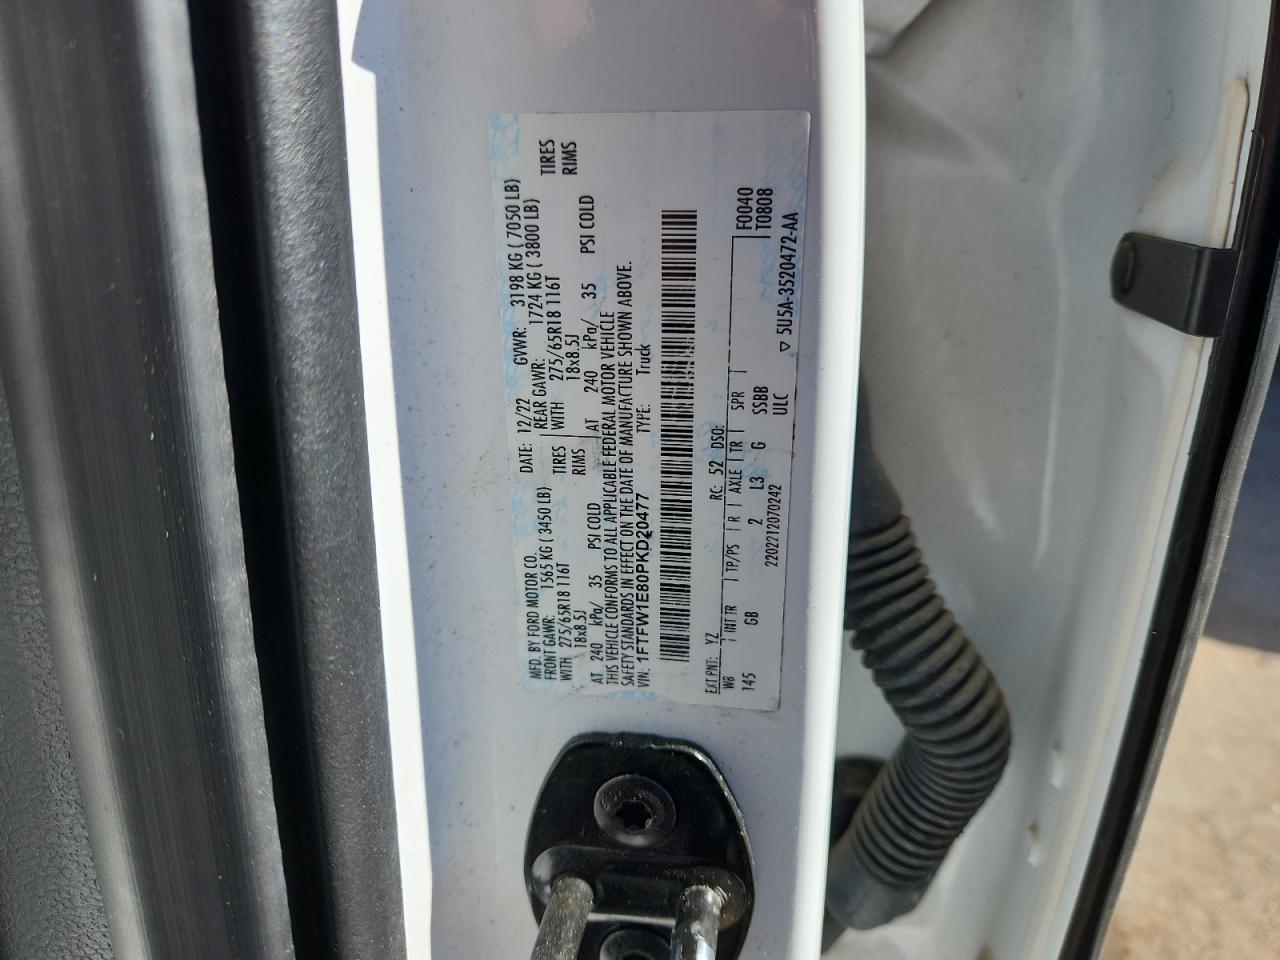 MFD. BY FORD MOTOR CO.
DATE: 12/22 GVWR: 3198 KG ( 7050 LB)
FRONT GAWR: 1565 KG ( 3450 LB) REAR GAWR: 1724 KG ( 3800 LB)
WITH 275/65R18 116T TIRES WITH 275/65R18 116T TIRES
18x8.5J RIMS 18x8.5J RIMS
AT 240 kPa/ 35 PSI COLD AT 240 kPa/ 35 PSI COLD
THIS VEHICLE CONFORMS TO ALL APPLICABLE FEDERAL MOTOR VEHICLE
SAFETY STANDARDS IN EFFECT ON THE DATE OF MANUFACTURE SHOWN ABOVE.
VIN: 1FTFW1E80PKD20477 TYPE: Truck
EXT PNT: YZ RC: 52 DSO: F0040
WB INT TR TP/PS R AXLE TR SPR T0808
145 GB 2 L3 G SSBB
2202212070242 ULC
▽ 5U5A-3520472-AA